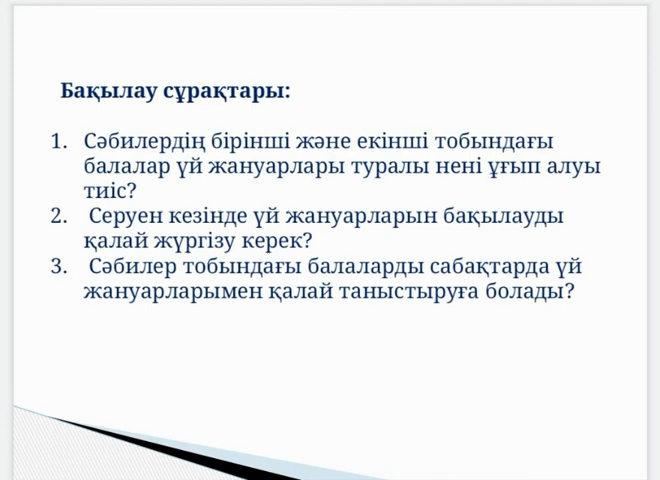 Бақылау сұрақтары:
1. Сәбилердің бірінші және екінші тобындағы
балалар үй жануарлары туралы нені ұғып алуы
тиіс?
2. Серуен кезінде үй жануарларын бақылауды
қалай жүргізу керек?
3. Сәбилер тобындағы балаларды сабақтарда үй
жануарларымен қалай таныстыруға болады?